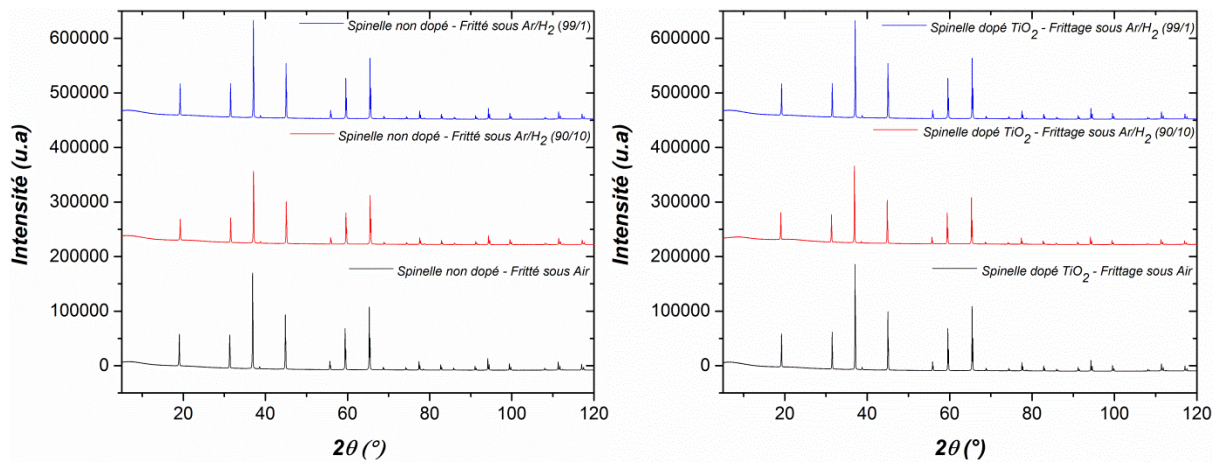 Spinelle non dopé - Fritté sous Ar/H₂ (99/1)
Spinelle non dopé - Fritté sous Ar/H₂ (90/10)
Spinelle non dopé - Fritté sous Air
Intensité (u.a)
600000
500000
400000
300000
200000
100000
0
20
40
60
80
100
120
2θ (°)
Spinelle dopé TiO₂ - Frittage sous Ar/H₂ (99/1)
Spinelle dopé TiO₂ - Frittage sous Ar/H₂ (90/10)
Spinelle dopé TiO₂ - Frittage sous Air
Intensité (u.a)
600000
500000
400000
300000
200000
100000
0
20
40
60
80
100
120
2θ (°)